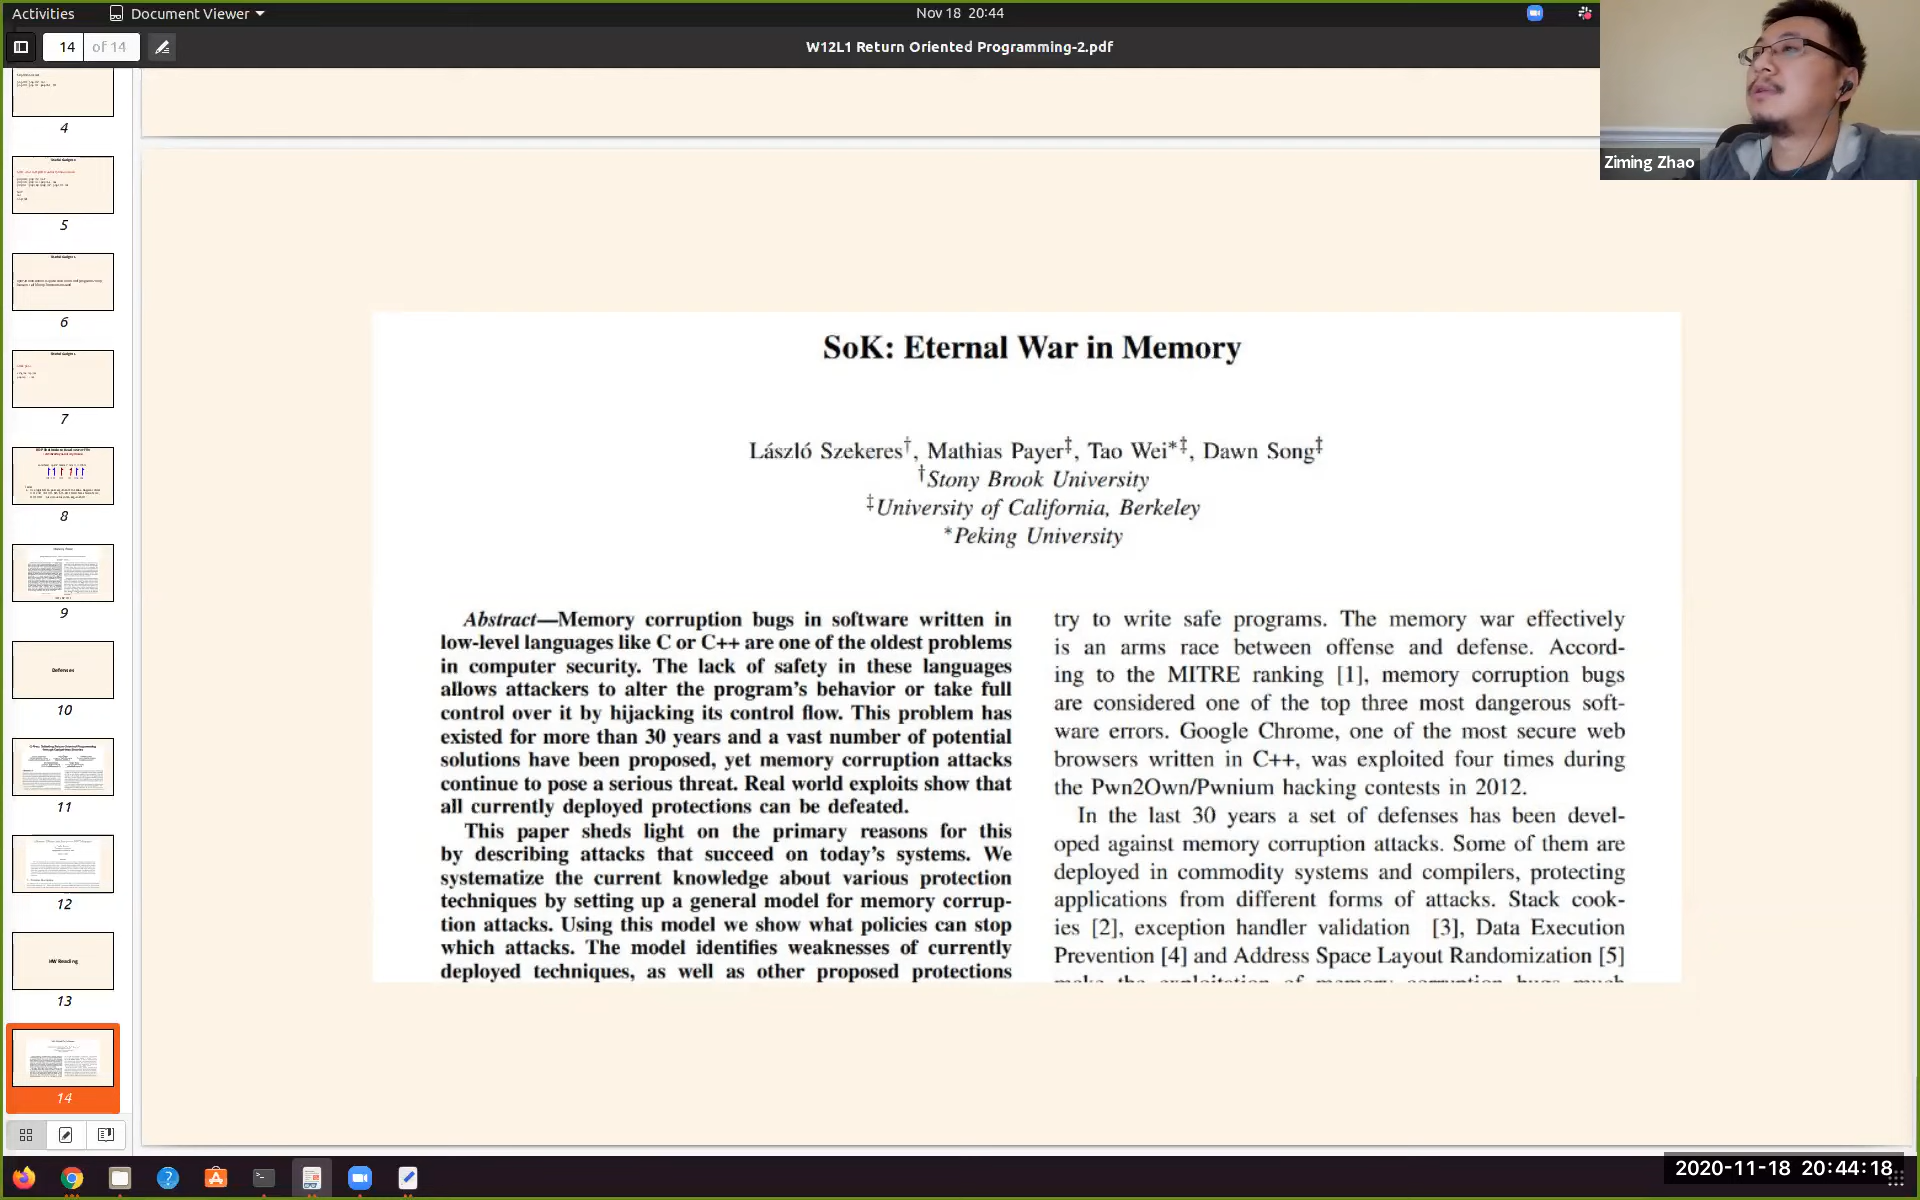 Activities
Document Viewer
Nov 18 20:44
14 of 14
W12L1 Return Oriented Programming-2.pdf
Ziming Zhao
4
5
6
7
8
9
Defenses
10
11
12
HW Reading
13
14
SoK: Eternal War in Memory
László Szekeres†, Mathias Payer‡, Tao Wei*‡, Dawn Song‡
†Stony Brook University
‡University of California, Berkeley
*Peking University
Abstract—Memory corruption bugs in software written in
low-level languages like C or C++ are one of the oldest problems
in computer security. The lack of safety in these languages
allows attackers to alter the program's behavior or take full
control over it by hijacking its control flow. This problem has
existed for more than 30 years and a vast number of potential
solutions have been proposed, yet memory corruption attacks
continue to pose a serious threat. Real world exploits show that
all currently deployed protections can be defeated.
This paper sheds light on the primary reasons for this
by describing attacks that succeed on today's systems. We
systematize the current knowledge about various protection
techniques by setting up a general model for memory corrup-
tion attacks. Using this model we show what policies can stop
which attacks. The model identifies weaknesses of currently
deployed techniques, as well as other proposed protections
try to write safe programs. The memory war effectively
is an arms race between offense and defense. Accord-
ing to the MITRE ranking [1], memory corruption bugs
are considered one of the top three most dangerous soft-
ware errors. Google Chrome, one of the most secure web
browsers written in C++, was exploited four times during
the Pwn2Own/Pwnium hacking contests in 2012.
In the last 30 years a set of defenses has been devel-
oped against memory corruption attacks. Some of them are
deployed in commodity systems and compilers, protecting
applications from different forms of attacks. Stack cook-
ies [2], exception handler validation [3], Data Execution
Prevention [4] and Address Space Layout Randomization [5]
make the exploitation of memory corruption bugs much
2020-11-18 20:44:18